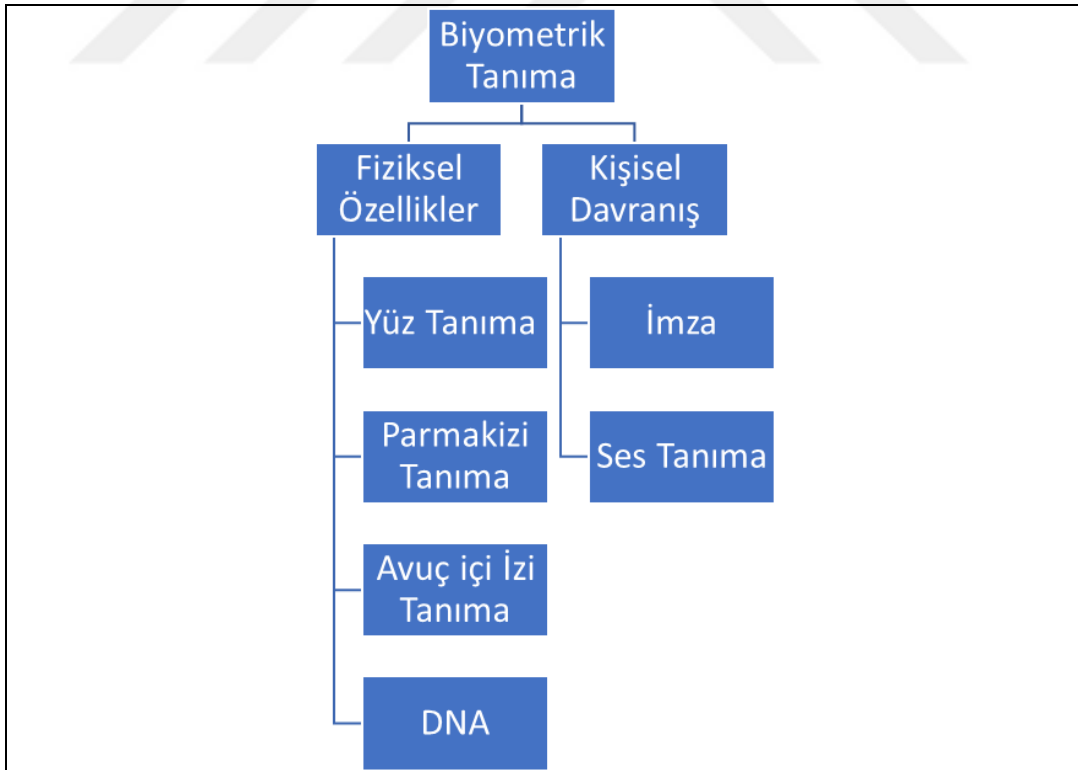 Biyometrik
Tanıma
Fiziksel
Özellikler
Kişisel
Davranış
Yüz Tanıma
İmza
Parmakizi
Tanıma
Ses Tanıma
Avuç içi İzi
Tanıma
DNA